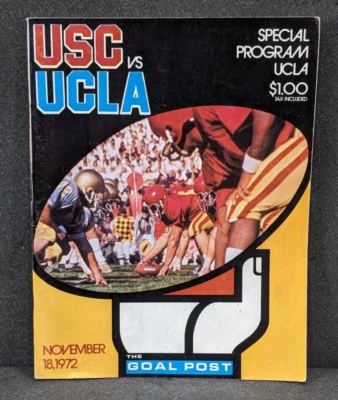 USC
vs
UCLA
SPECIAL
PROGRAM
UCLA
$1.00
TAX INCLUDED
NOVEMBER
18,1972
THE
GOAL POST